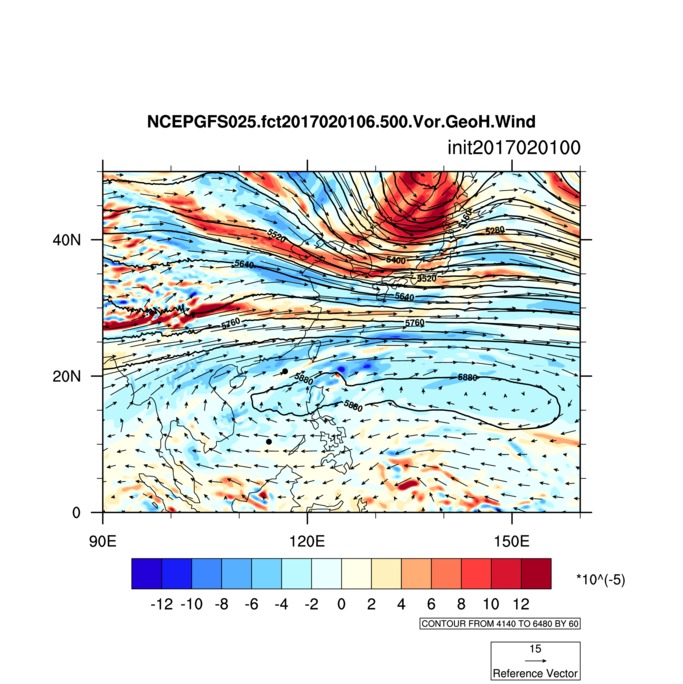 NCEPGFS025.fct2017020106.500.Vor.GeoH.Wind
init2017020100
5280
5520
40N
5400
5640
5520
5640
5760
5760
20N
5880
5880
5880
0
90E 120E 150E
-12 -10 -8 -6 -4 -2 0 2 4 6 8 10 12
*10^(-5)
CONTOUR FROM 4140 TO 6480 BY 60
15
Reference Vector